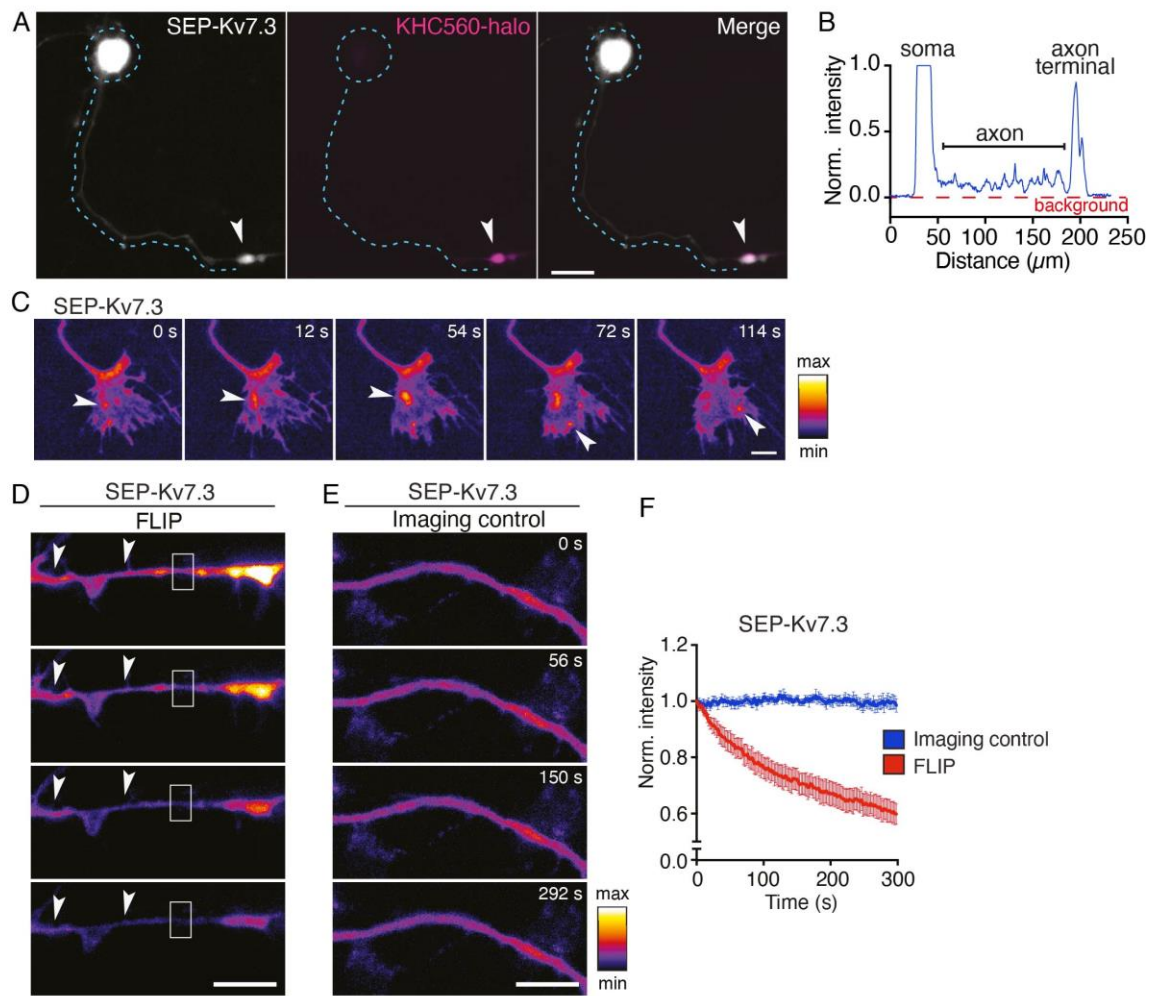 A
SEP-Kv7.3
KHC560-halo
Merge
B
soma
axon
terminal
1.0
0.5
0.0
Norm. intensity
axon
background
0 50 100 150 200 250
Distance (µm)
C
SEP-Kv7.3
0 s
12 s
54 s
72 s
114 s
max
min
D
SEP-Kv7.3
FLIP
E
SEP-Kv7.3
Imaging control
0 s
56 s
150 s
292 s
max
min
F
SEP-Kv7.3
1.2
1.0
0.8
0.6
0.0
Norm. intensity
Imaging control
FLIP
0 100 200 300
Time (s)